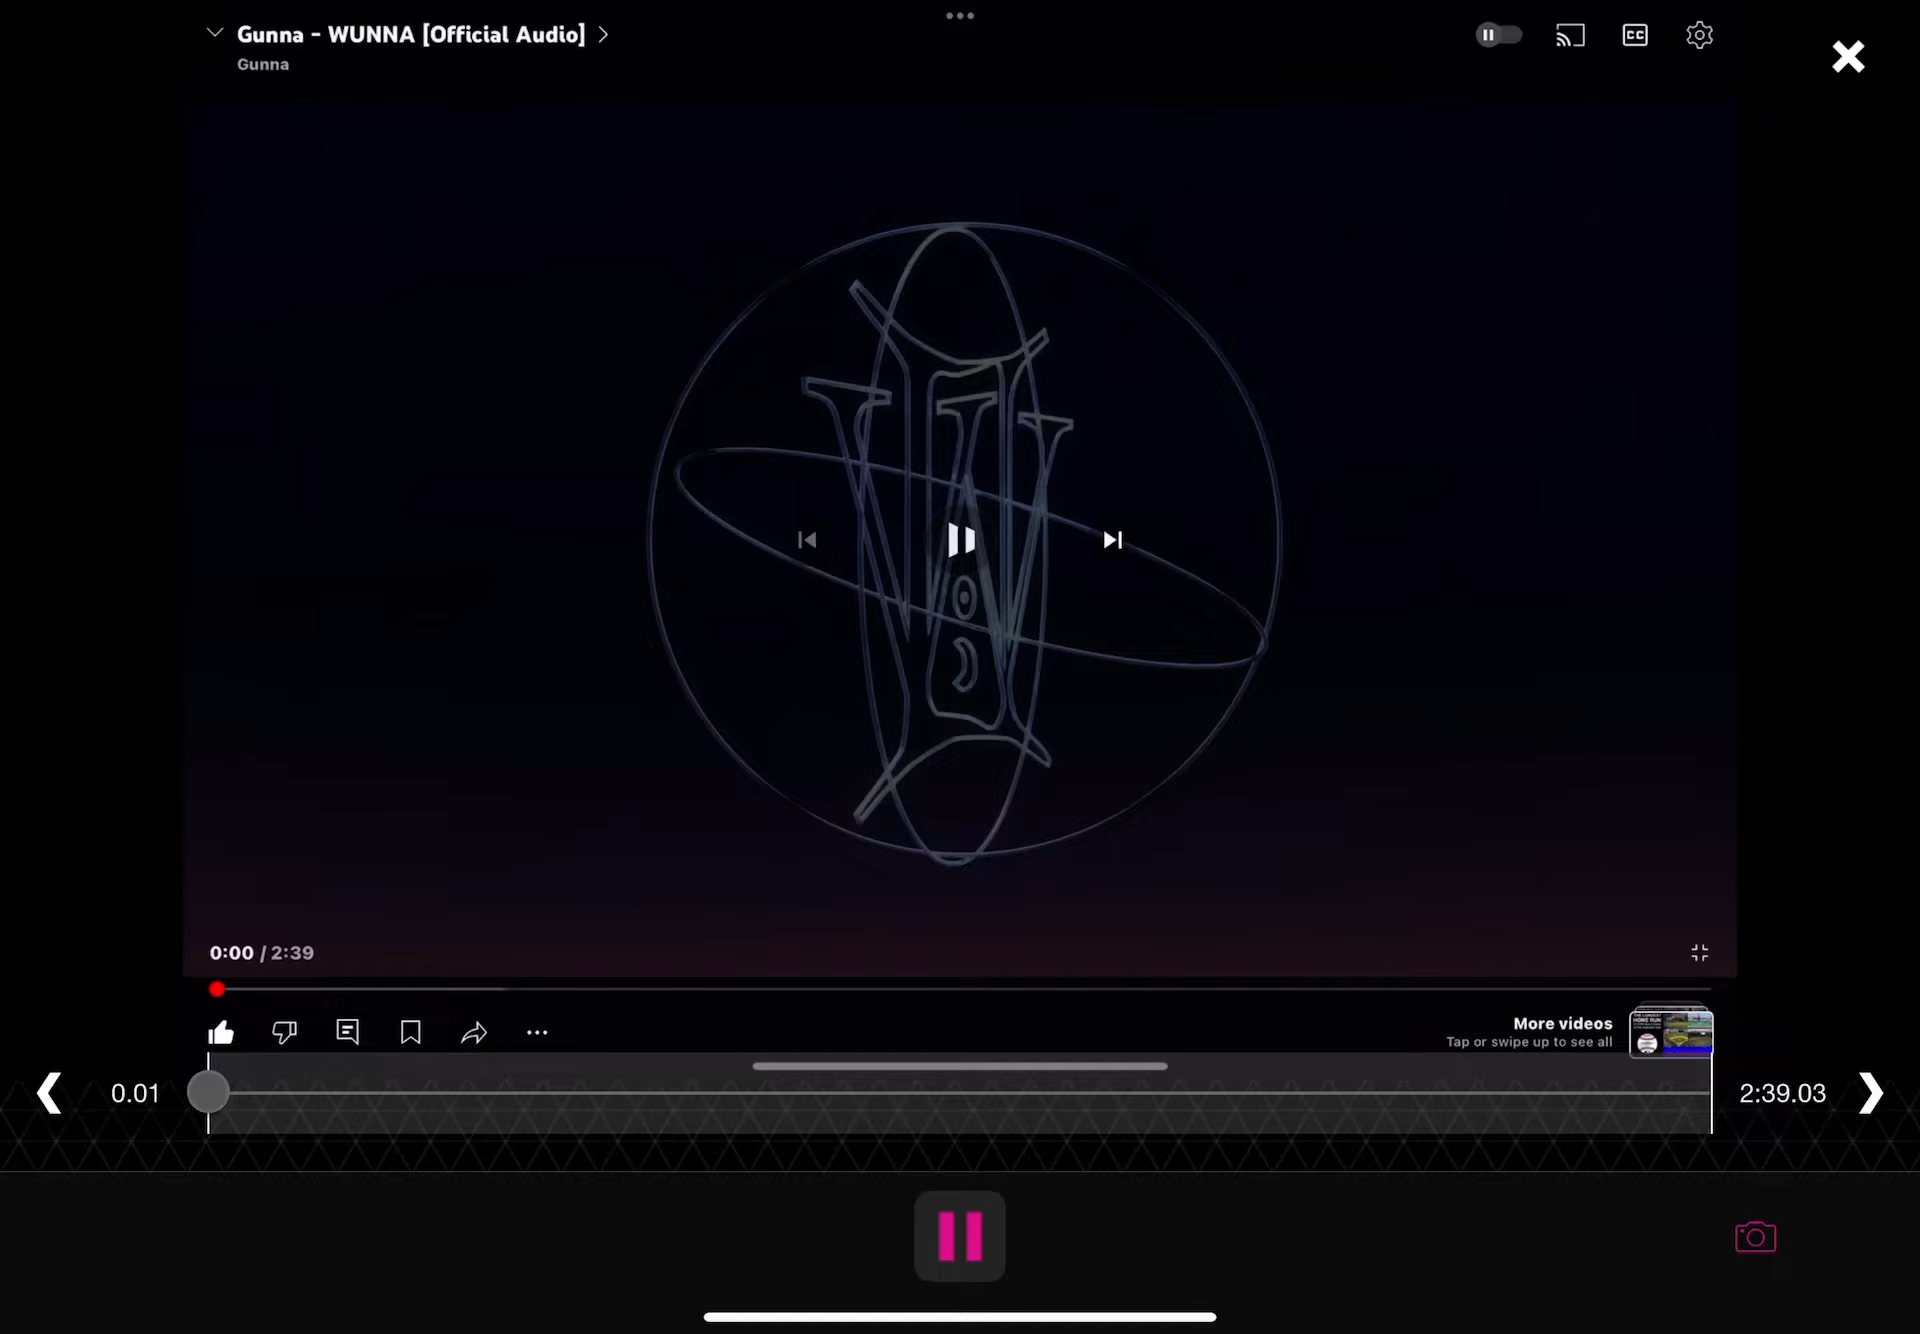 Gunna - WUNNA [Official Audio]
Gunna
CC
0:00 / 2:39
More videos
Tap or swipe up to see all
0.01
2:39.03